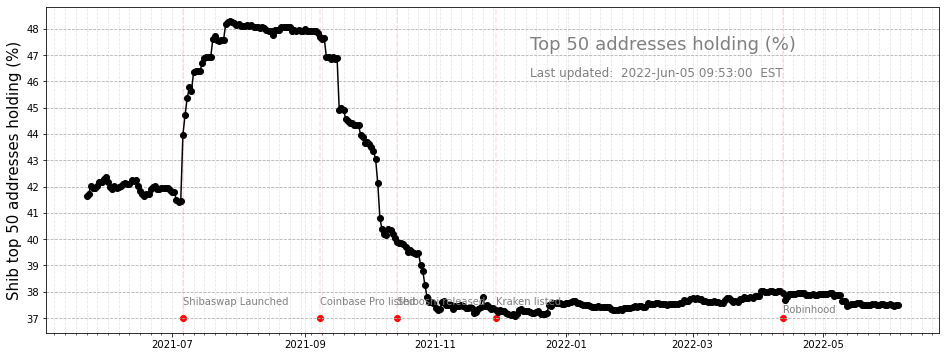 Top 50 addresses holding (%)
Last updated:  2022-Jun-05 09:53:00  EST
Shib top 50 addresses holding (%)
48
47
46
45
44
43
42
41
40
39
38
37
Shibaswap Launched
Coinbase Pro listed
Kraken listed
Robinhood
2021-07
2021-09
2021-11
2022-01
2022-03
2022-05